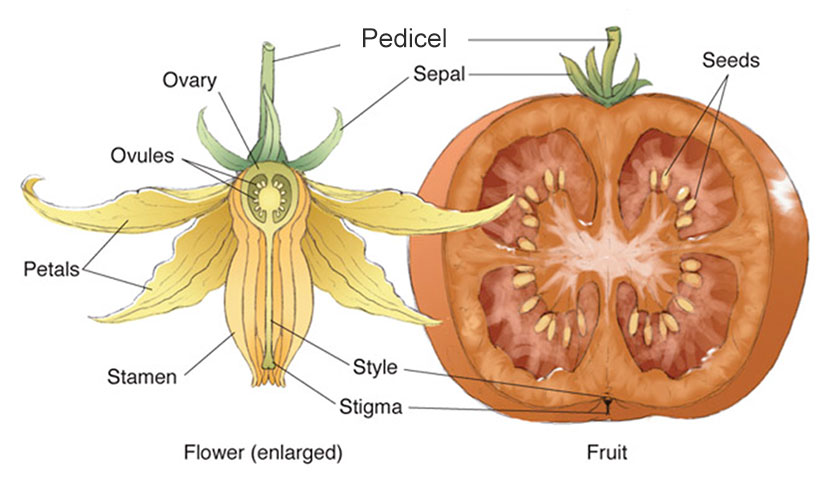 Pedicel
Sepal
Seeds
Ovary
Ovules
Petals
Stamen
Style
Stigma
Flower (enlarged)
Fruit